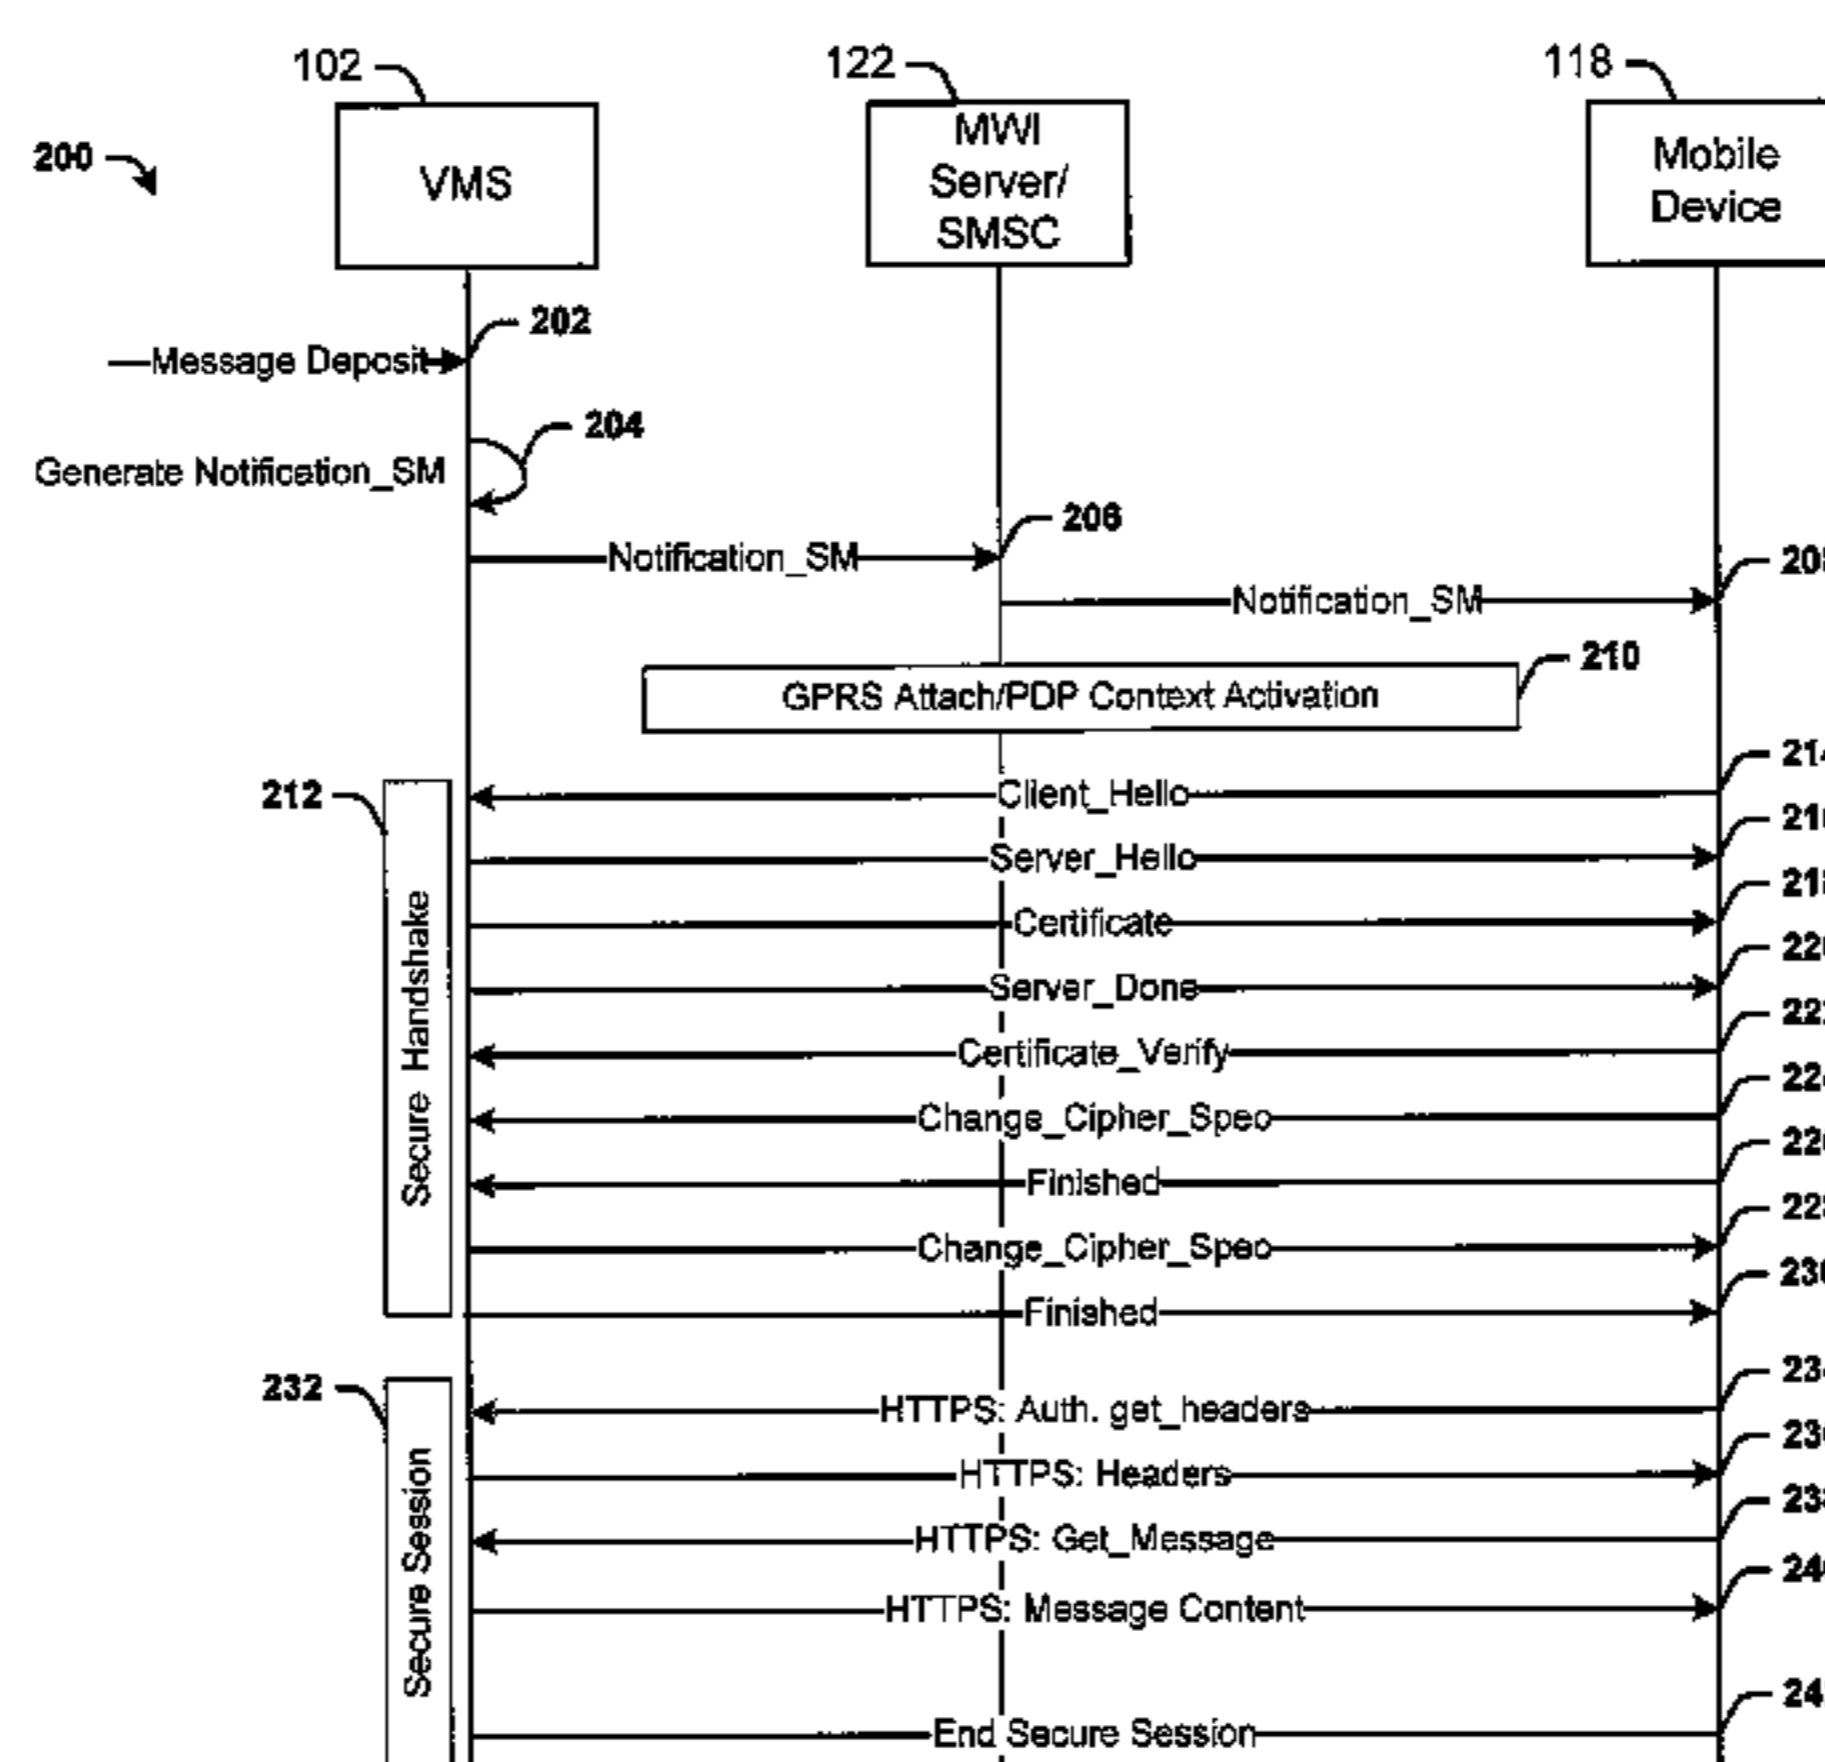 102
122
118
200
VMS
MWI
Server/
SMSC
Mobile
Device
202
Message Deposit
204
Generate Notification_SM
206
Notification_SM
Notification_SM
210
GPRS Attach/PDP Context Activation
212
Secure Handshake
Client_Hello
Server_Hello
Certificate
Server_Done
Certificate_Verify
Change_Cipher_Spec
Finished
Change_Cipher_Spec
Finished
232
Secure Session
HTTPS: Auth. get_headers
HTTPS: Headers
HTTPS: Get_Message
HTTPS: Message Content
End Secure Session